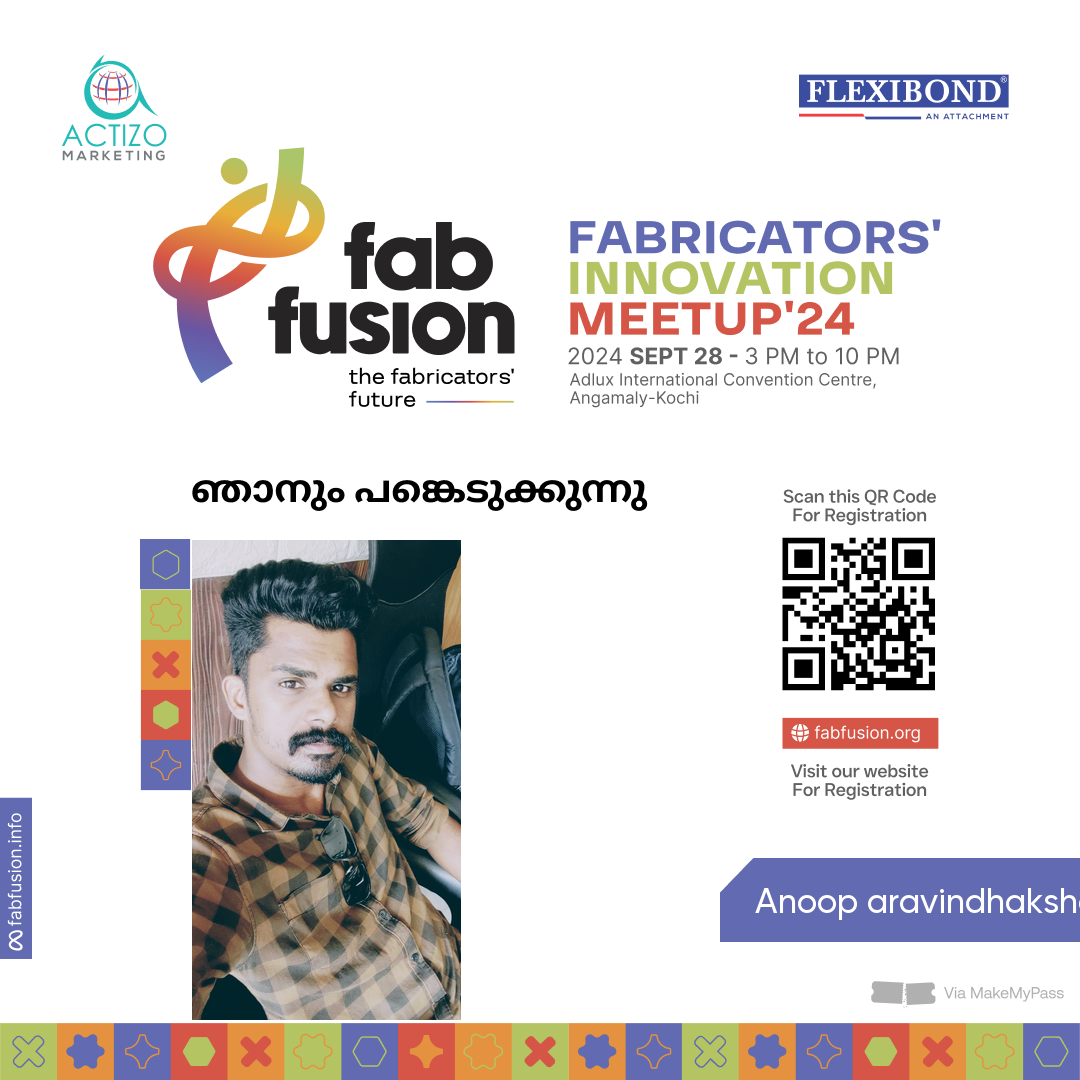 ACTIZO
MARKETING
FLEXIBOND®
AN ATTACHMENT
fab
fusion
the fabricators'
future
FABRICATORS'
INNOVATION
MEETUP'24
2024 SEPT 28 - 3 PM to 10 PM
Adlux International Convention Centre,
Angamaly-Kochi
ഞാനും പങ്കെടുക്കുന്നു
Scan this QR Code
For Registration
fabfusion.org
Visit our website
For Registration
fabfusion.info
Anoop aravindhaksh
Via MakeMyPass